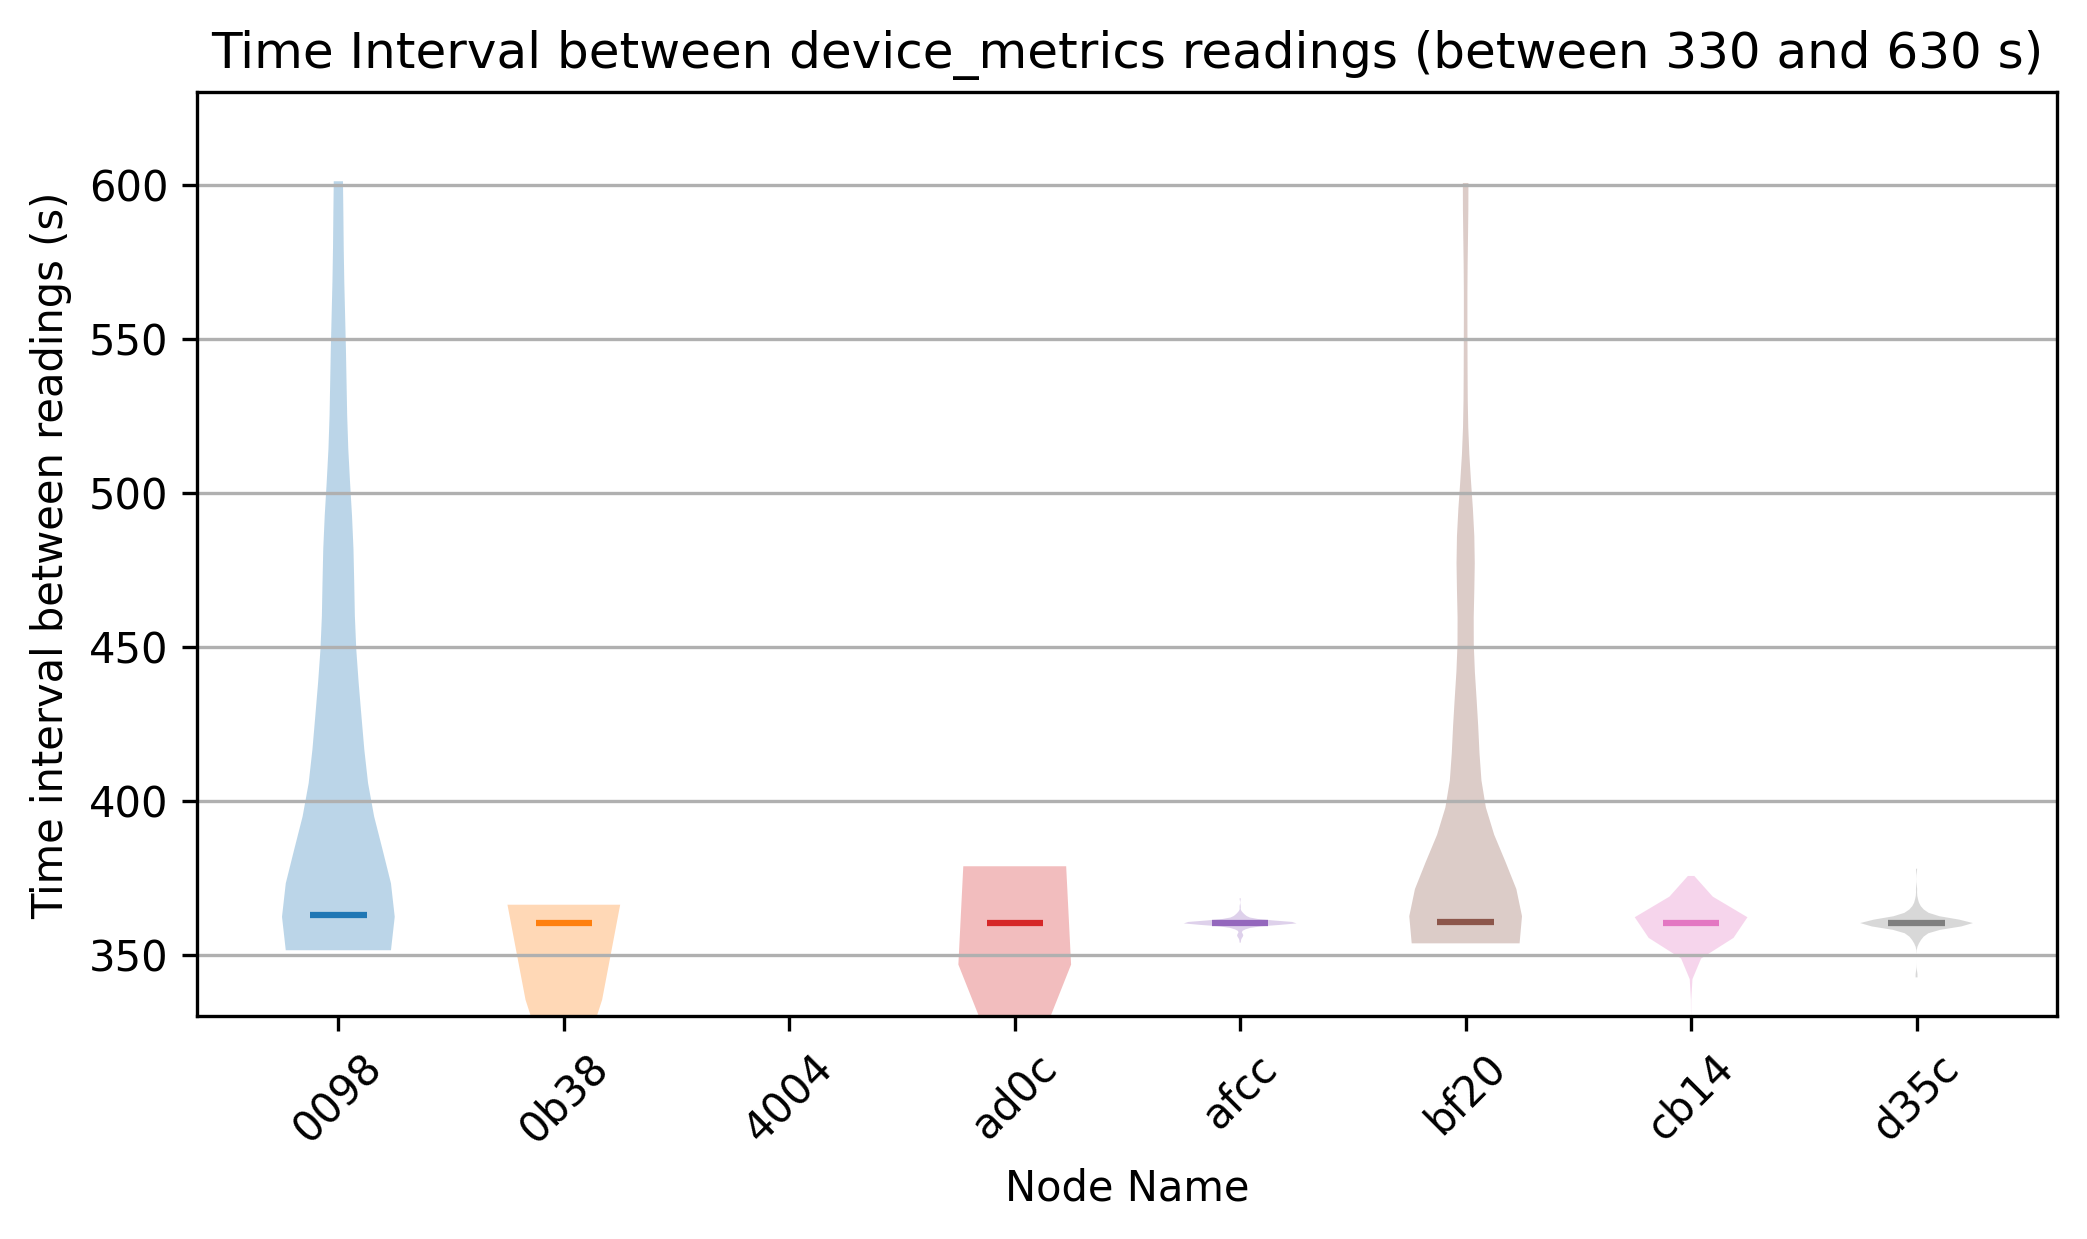 Time Interval between device_metrics readings (between 330 and 630 s)
Time interval between readings (s)
600
550
500
450
400
350
0098
0b38
4004
ad0c
afcc
bf20
cb14
d35c
Node Name